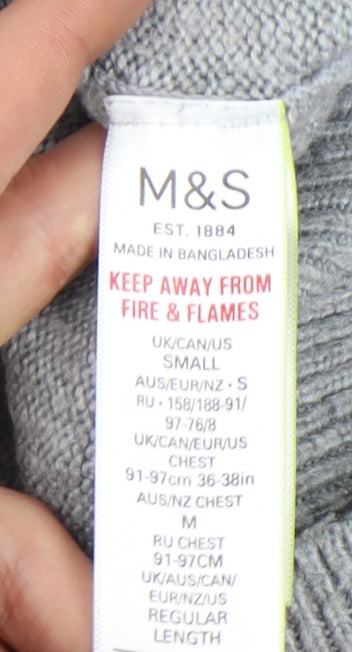 M&S
EST. 1884
MADE IN BANGLADESH
KEEP AWAY FROM
FIRE & FLAMES
UK/CAN/US
SMALL
AUS/EUR/NZ · S
RU · 158/188-91/
97-76/8
UK/CAN/EUR/US
CHEST
91-97cm 36-38in
AUS/NZ CHEST
M
RU CHEST
91-97CM
UK/AUS/CAN/
EUR/NZ/US
REGULAR
LENGTH